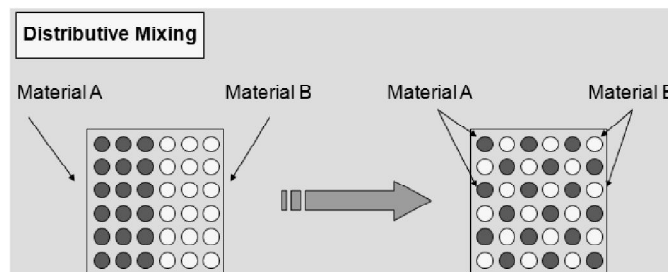 Distributive Mixing
Material A
Material B
Material A
Material